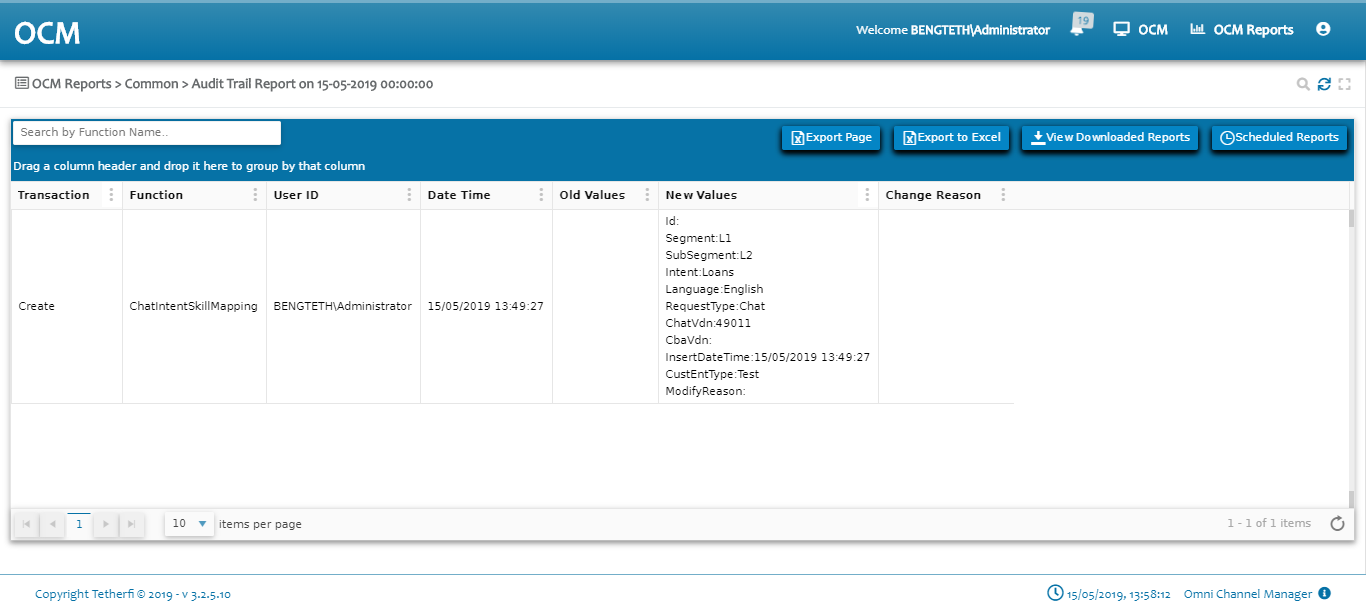 OCM
Welcome BENGTETH\Administrator
19
OCM
OCM Reports
OCM Reports > Common > Audit Trail Report on 15-05-2019 00:00:00
Search by Function Name..
Export Page
Export to Excel
View Downloaded Reports
Scheduled Reports
Drag a column header and drop it here to group by that column
Transaction
Function
User ID
Date Time
Old Values
New Values
Change Reason
Create
ChatIntentSkillMapping
BENGTETH\Administrator
15/05/2019 13:49:27
Id:
Segment:L1
SubSegment:L2
Intent:Loans
Language:English
RequestType:Chat
ChatVdn:49011
CbaVdn:
InsertDateTime:15/05/2019 13:49:27
CustEntType:Test
ModifyReason:
1
10
items per page
1 - 1 of 1 items
Copyright Tetherfi © 2019 - v 3.2.5.10
15/05/2019, 13:58:12
Omni Channel Manager